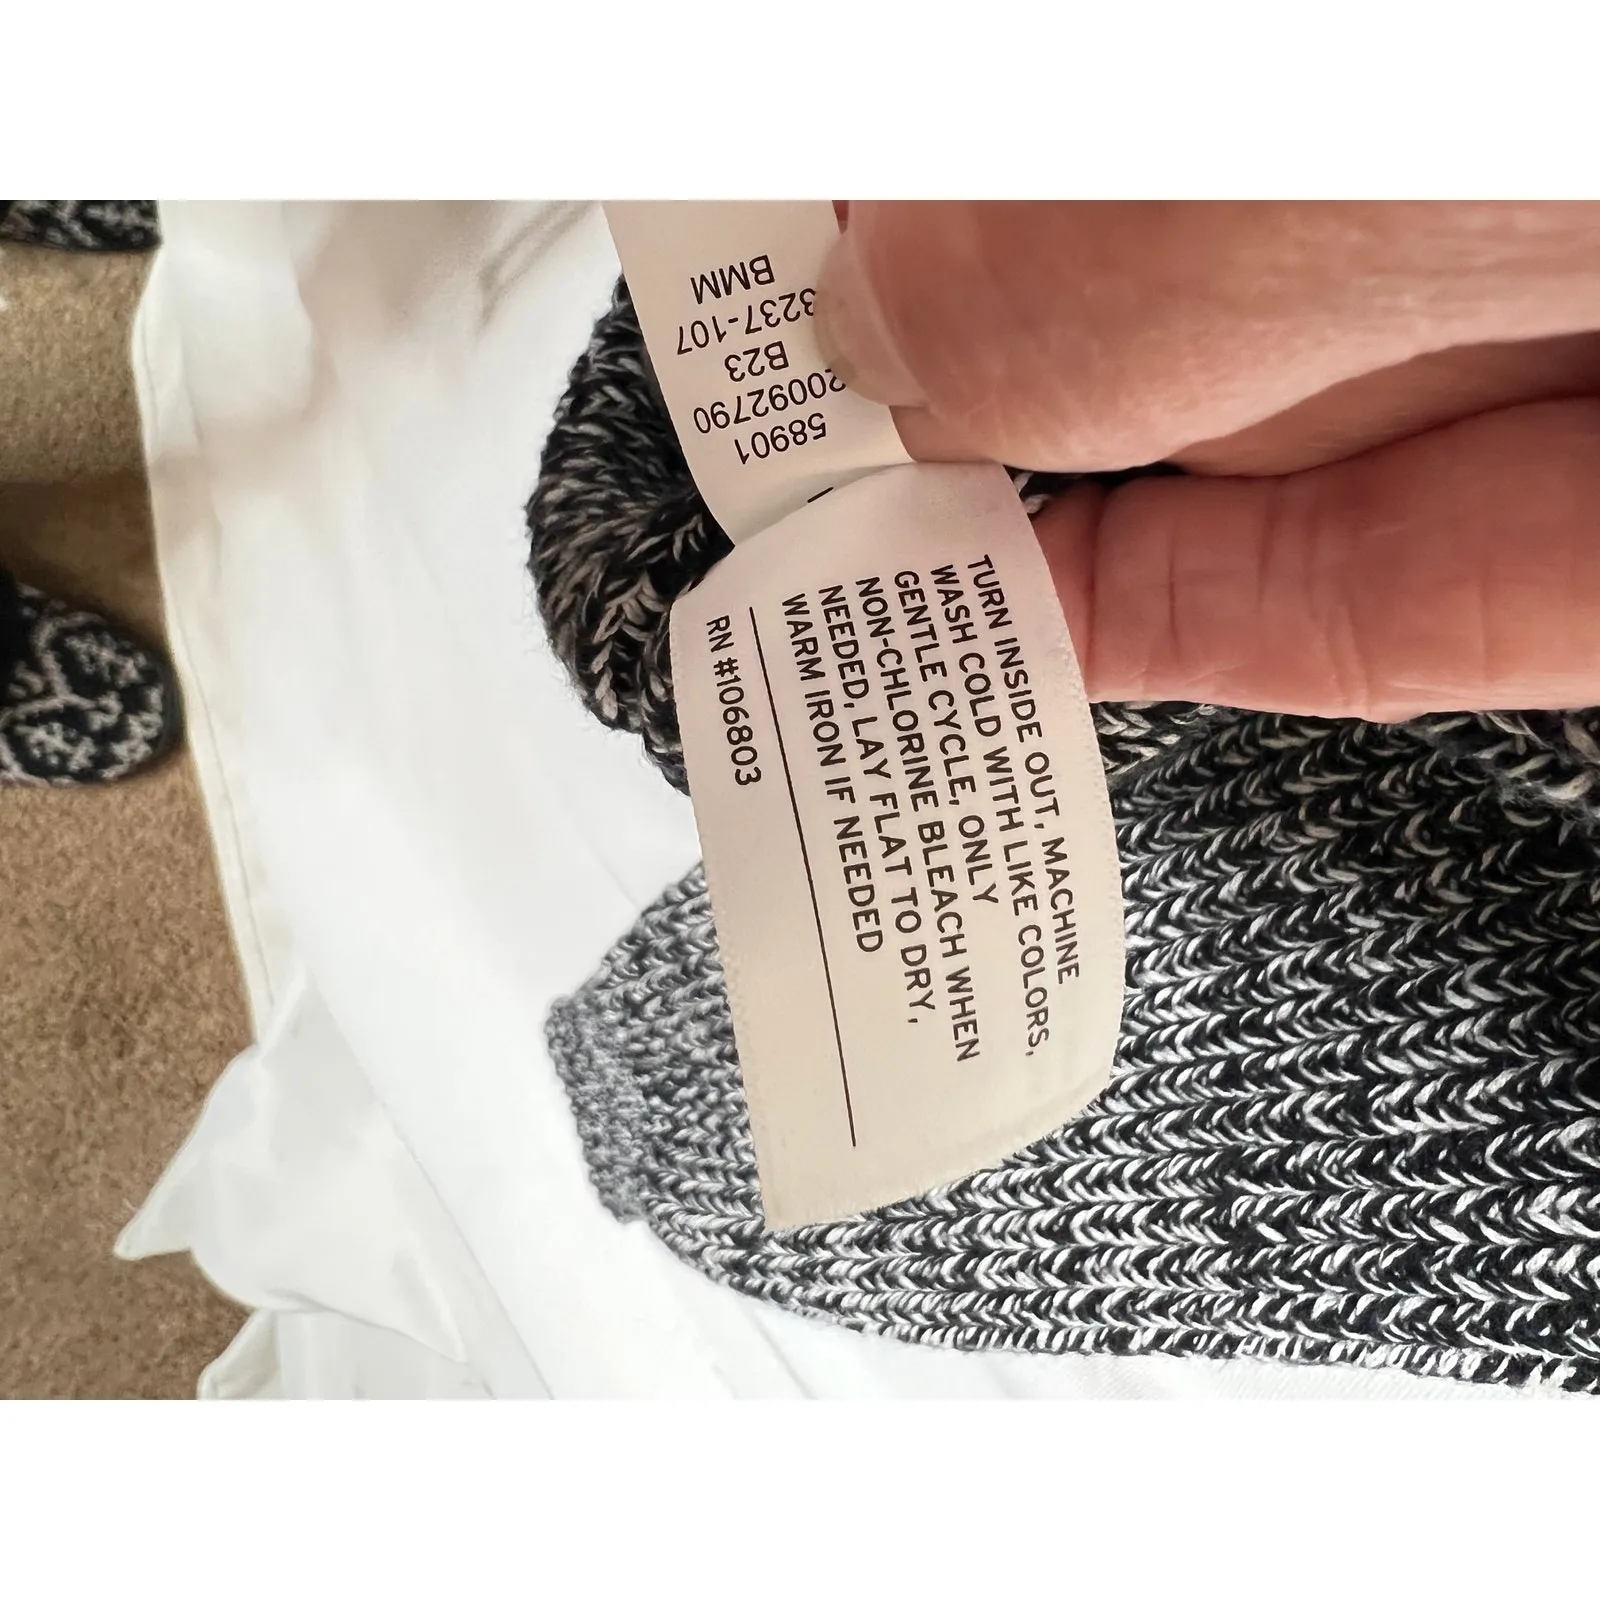 58901
20092790
B23
3237-107
BMM
TURN INSIDE OUT, MACHINE
WASH COLD WITH LIKE COLORS,
GENTLE CYCLE, ONLY
NON-CHLORINE BLEACH WHEN
NEEDED, LAY FLAT TO DRY,
WARM IRON IF NEEDED
RN #106803